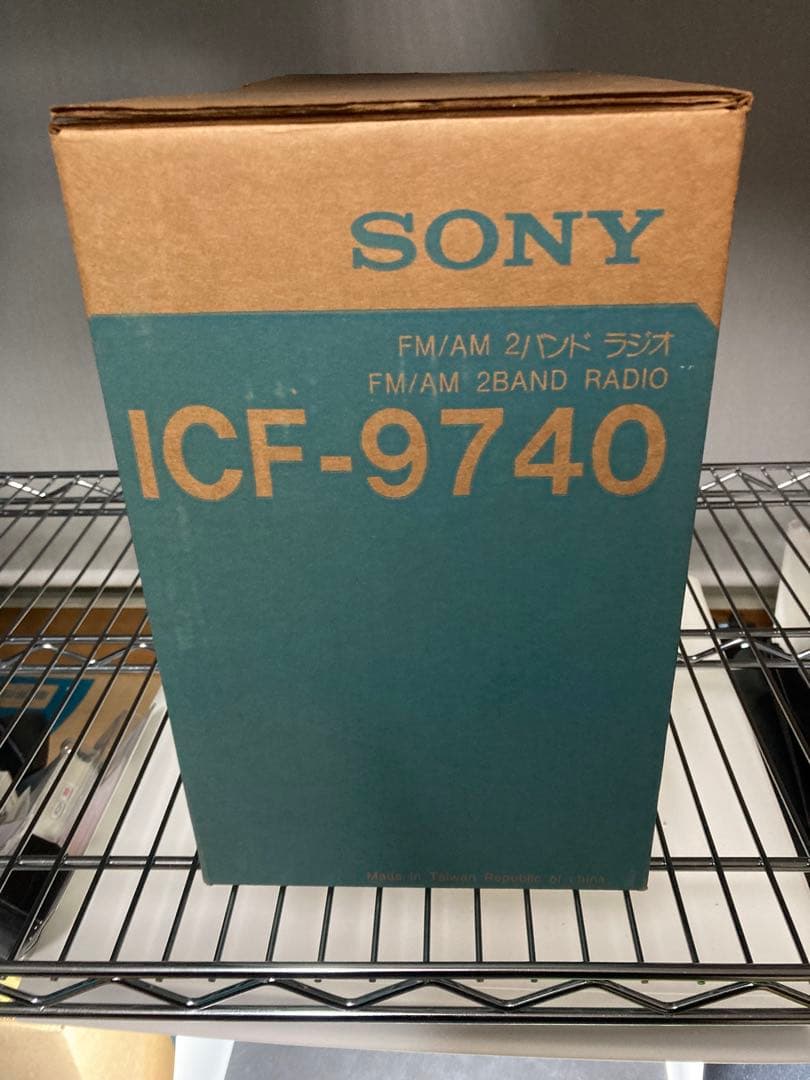 SONY
FM/AM 2バンド ラジオ
FM/AM 2BAND RADIO
ICF-9740
Made in Taiwan Republic of china